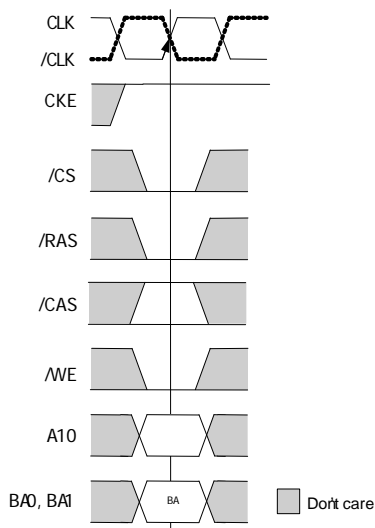 CLK
/CLK
CKE
/CS
/RAS
/CAS
/WE
A10
BA0, BA1
BA
Don't care